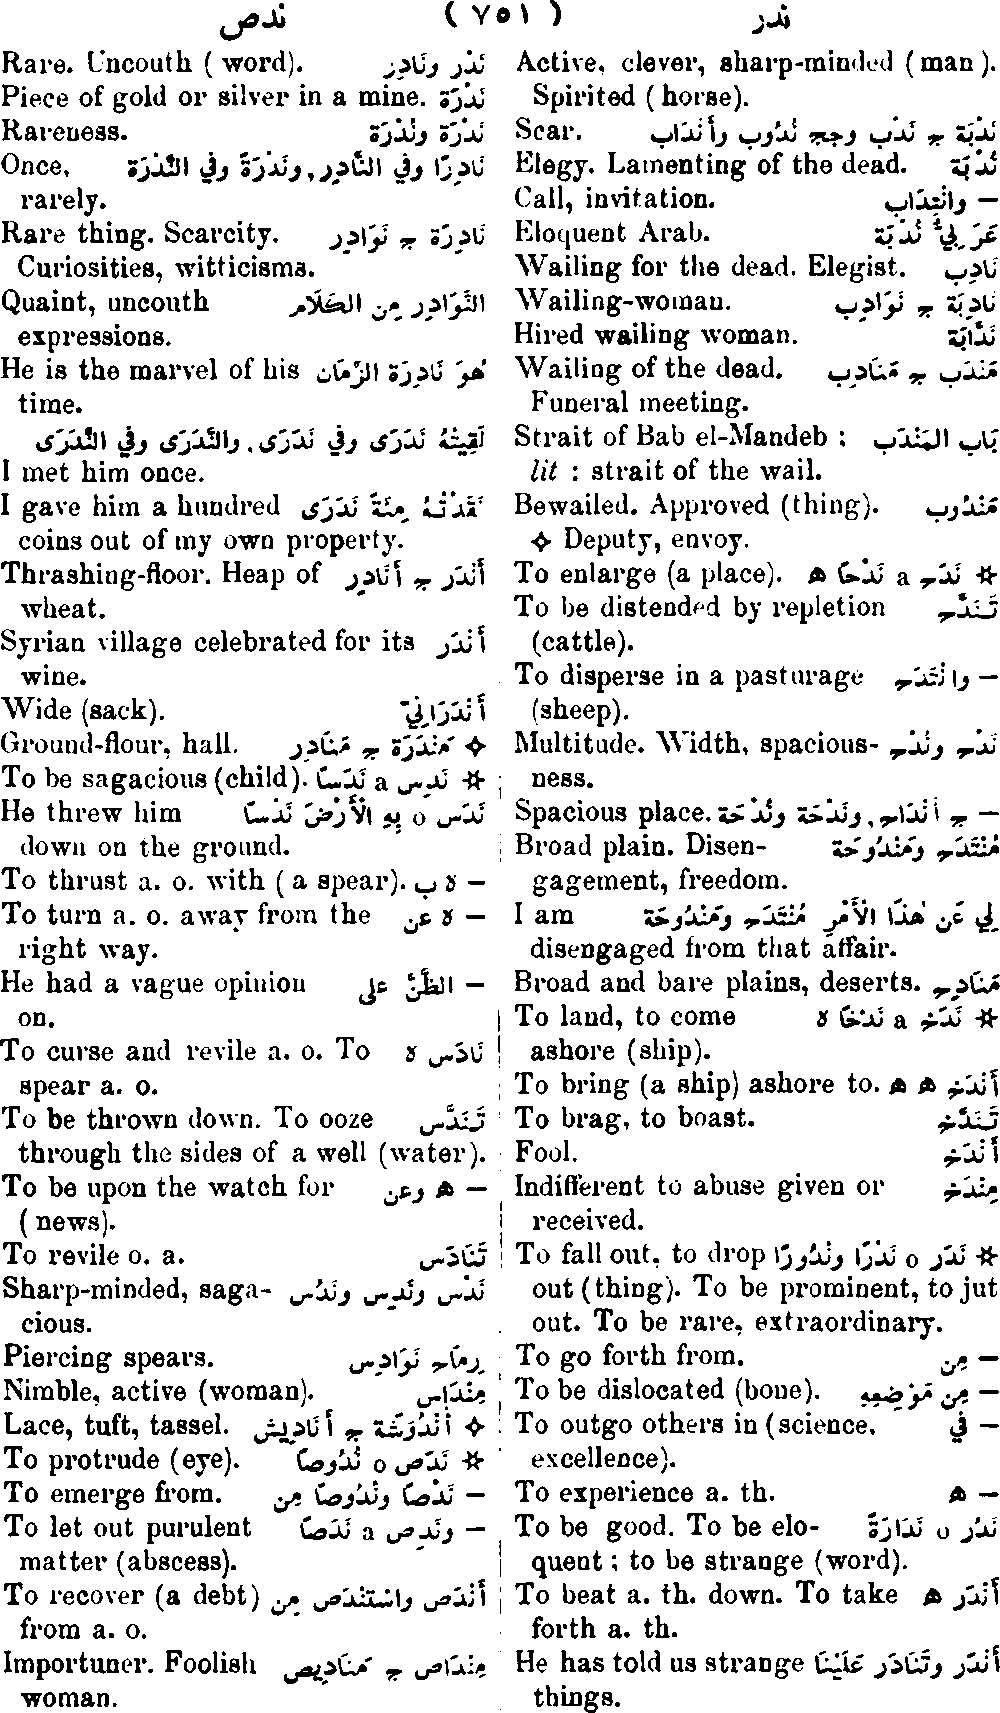 ندر ( ٧٥١ ) ندص
Active, clever, sharp-minded (man).
Spirited (horse).
Scar. نَدْبَة ج نَدْب وجج نُدُوب وأَنْدَاب
Elegy. Lamenting of the dead. نُدْبَة
Call, invitation. — وانْتِدَاب
Eloquent Arab. عَرَبِيّ نُدْبَة
Wailing for the dead. Elegist. نَادِب
Wailing-woman. نَادِبَة ج نَوَادِب
Hired wailing woman. نَدَّابَة
Wailing of the dead. مَنْدَب ج مَنَادِب
Funeral meeting.
Strait of Bab el-Mandeb : بَاب المَنْدَب
lit : strait of the wail.
Bewailed. Approved (thing). مَنْدُوب
✧ Deputy, envoy.
To enlarge (a place). ✲ نَدَح a نَدْحًا ه
To be distended by repletion تَنَدَّح
(cattle).
To disperse in a pasturage — وانْتَدَح
(sheep).
Multitude. Width, spacious- نَدْح ونُدْح
ness.
Spacious place. — ج أَنْدَاح, ونَدْحَة ونُدْحَة
Broad plain. Disen- مُنْتَدَح ومَنْدُوحَة
gagement, freedom.
I am لِي عَن هٰذَا الأَمْرِ مُنْتَدَح ومَنْدُوحَة
disengaged from that affair.
Broad and bare plains, deserts. مَنَادِح
To land, to come ✲ نَدَخ a نَدْخًا ه
ashore (ship).
To bring (a ship) ashore to. أَنْدَخ ه ه
To brag, to boast. تَنَدَّخ
Fool. أَنْدَخ
Indifferent to abuse given or مِنْدَخ
received.
To fall out, to drop ✲ نَدَر o نَدْرًا ونُدُورًا
out (thing). To be prominent, to jut
out. To be rare, extraordinary.
To go forth from. — مِن
To be dislocated (bone). — مِن مَوْضِعِهِ
To outgo others in (science, — في
excellence).
To experience a. th. — ه
To be good. To be elo- نَدُر o نَدَارَةً
quent ; to be strange (word).
To beat a. th. down. To take أَنْدَر ه
forth a. th.
He has told us strange أَنْدَر وتَنَادَر عَلَيْنَا
things.
Rare. Uncouth (word). نَدْر ونَادِر
Piece of gold or silver in a mine. نَدْرَة
Rareness. نَدْرَة ونُدْرَة
Once, نَادِرًا وفي النَّادِر, ونَدْرَةً وفي النَّدْرَة
rarely.
Rare thing. Scarcity. نَادِرَة ج نَوَادِر
Curiosities, witticisms.
Quaint, uncouth النَّوَادِر مِن الكَلَام
expressions.
He is the marvel of his هُوَ نَادِرَة الزَّمَان
time.
لَقِيتُهُ نَدَرَى وفي نَدَرَى, والنَّدَرَى وفي النَّدَرَى
I met him once.
I gave him a hundred نَقَدْتُهُ مِئَةً نَدَرَى
coins out of my own property.
Thrashing-floor. Heap of أَنْدَر ج أَنَادِر
wheat.
Syrian village celebrated for its أَنْدَر
wine.
Wide (sack). أَنْدَرَانِيّ
Ground-flour, hall. ✧ مَنْدَرَة ج مَنَادِر
To be sagacious (child). ✲ نَدِس a نَدَسًا
He threw him نَدَس o بِهِ الأَرْضَ نَدْسًا
down on the ground.
To thrust a. o. with (a spear). — ه ب
To turn a. o. away from the — ه عن
right way.
He had a vague opinion — الظَّنَّ على
on.
To curse and revile a. o. To نَادَس ه
spear a. o.
To be thrown down. To ooze تَنَدَّس
through the sides of a well (water).
To be upon the watch for — ه وعن
(news).
To revile o. a. تَنَادَس
Sharp-minded, saga- نَدْس ونَدِس ونَدُس
cious.
Piercing spears. رِمَاح نَوَادِس
Nimble, active (woman). مِنْدَاس
Lace, tuft, tassel. ✧ أَنْدُرَيشَة ج أَنَادِيش
To protrude (eye). ✲ نَدَص o نُدُوصًا
To emerge from. — نَدْصًا ونُدُوصًا مِن
To let out purulent — ونَدِص a نَدَصًا
matter (abscess).
To recover (a debt) أَنْدَص واسْتَنْدَص مِن
from a. o.
Importuner. Foolish مِنْدَاص ج مَنَادِيص
woman.